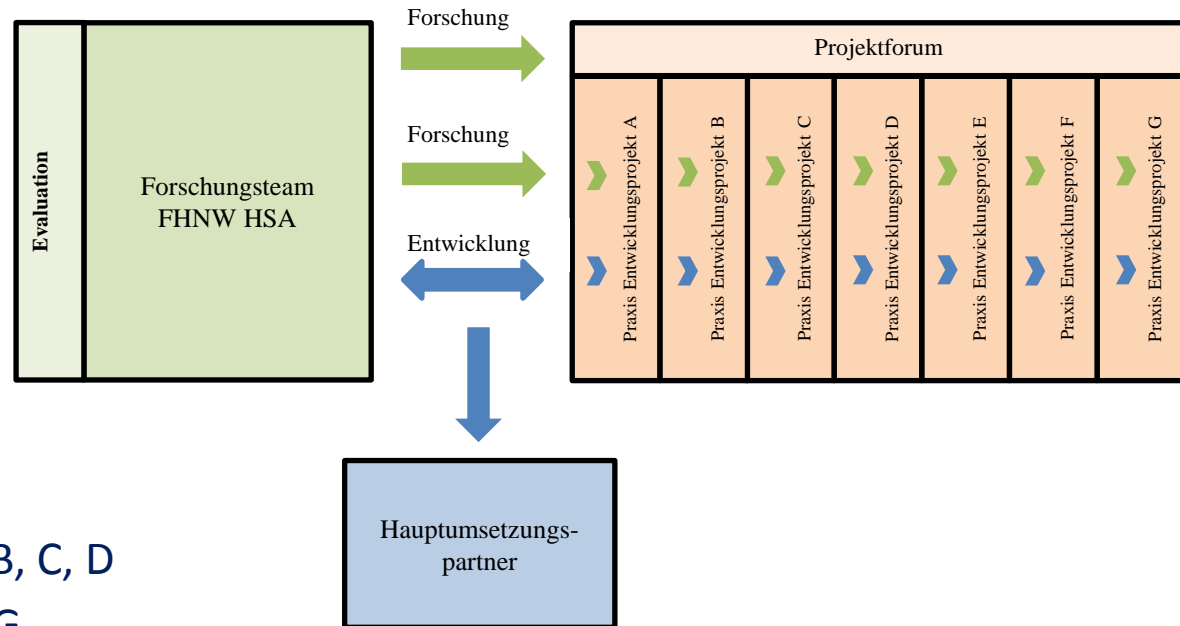 Evaluation
Forschungsteam
FHNW HSA
Forschung
Forschung
Entwicklung
Projektforum
Praxis Entwicklungsprojekt A
Praxis Entwicklungsprojekt B
Praxis Entwicklungsprojekt C
Praxis Entwicklungsprojekt D
Praxis Entwicklungsprojekt E
Praxis Entwicklungsprojekt F
Praxis Entwicklungsprojekt G
Hauptumsetzungs-
partner
B, C, D
G